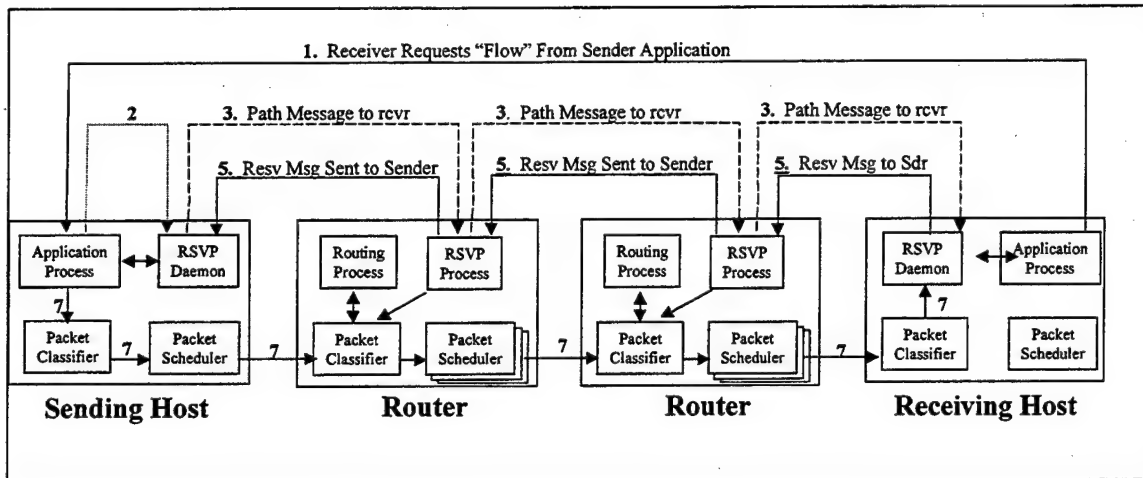 1. Receiver Requests "Flow" From Sender Application
2
3. Path Message to rcvr
3. Path Message to rcvr
3. Path Message to rcvr
5. Resv Msg Sent to Sender
5. Resv Msg Sent to Sender
5. Resv Msg to Sdr
Application
Process
RSVP
Daemon
7
Packet
Classifier
7
Packet
Scheduler
7
Sending Host
Routing
Process
RSVP
Process
Packet
Classifier
Packet
Scheduler
7
Router
Routing
Process
RSVP
Process
Packet
Classifier
Packet
Scheduler
7
Router
RSVP
Daemon
Application
Process
7
Packet
Classifier
Packet
Scheduler
Receiving Host